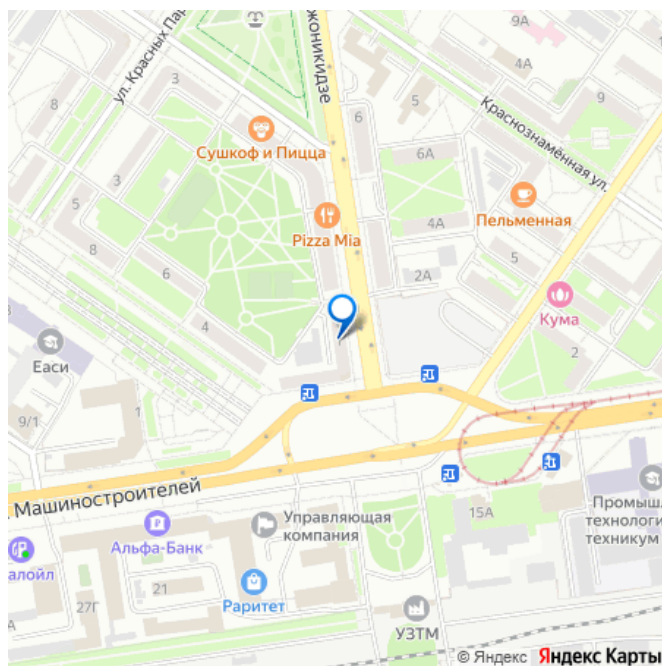 9А
4А
ул. Красных Пар
жоникидзе
3
8
5
9
6
Краснознамённая ул.
Сушкоф и Пицца
6А
3
5
Pizza Mia
4А
Пельменная
8
6
2А
5
4
Кума
2
Еаси
1
9/1
Машиностроителей
15А
Промышл
технологи
техникум
Управляющая
компания
Альфа-Банк
алойл
21
27Г
Раритет
А
УЗТМ
© Яндекс Яндекс Карты